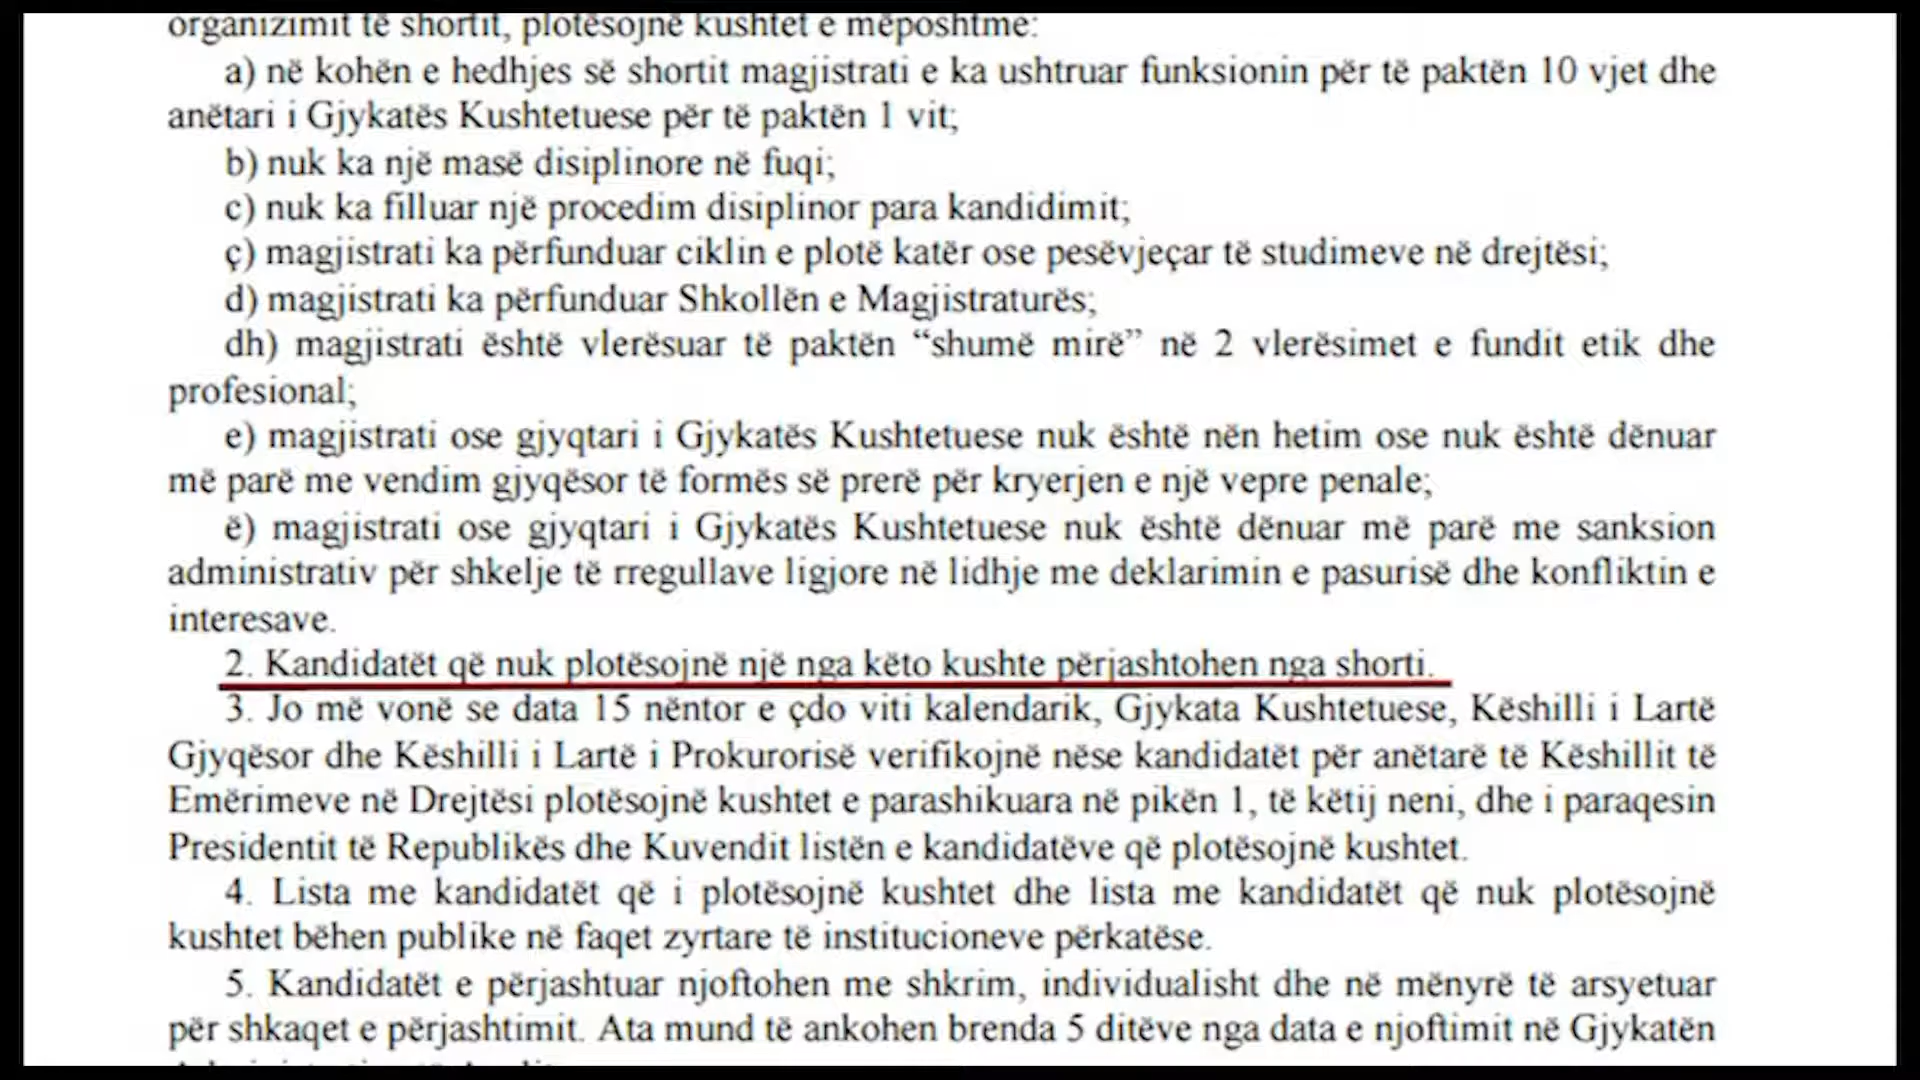 organizimit të shortit, plotësojnë kushtet e mëposhtme:
a) në kohën e hedhjes së shortit magjistrati e ka ushtruar funksionin për të paktën 10 vjet dhe
anëtari i Gjykatës Kushtetuese për të paktën 1 vit;
b) nuk ka një masë disiplinore në fuqi;
c) nuk ka filluar një procedim disiplinor para kandidimit;
ç) magjistrati ka përfunduar ciklin e plotë katër ose pesëvjeçar të studimeve në drejtësi;
d) magjistrati ka përfunduar Shkollën e Magjistraturës;
dh) magjistrati është vlerësuar të paktën “shumë mirë” në 2 vlerësimet e fundit etik dhe
profesional;
e) magjistrati ose gjyqtari i Gjykatës Kushtetuese nuk është nën hetim ose nuk është dënuar
më parë me vendim gjyqësor të formës së prerë për kryerjen e një vepre penale;
ë) magjistrati ose gjyqtari i Gjykatës Kushtetuese nuk është dënuar më parë me sanksion
administrativ për shkelje të rregullave ligjore në lidhje me deklarimin e pasurisë dhe konfliktin e
interesave.
2. Kandidatët që nuk plotësojnë një nga këto kushte përjashtohen nga shorti.
3. Jo më vonë se data 15 nëntor e çdo viti kalendarik, Gjykata Kushtetuese, Këshilli i Lartë
Gjyqësor dhe Këshilli i Lartë i Prokurorisë verifikojnë nëse kandidatët për anëtarë të Këshillit të
Emërimeve në Drejtësi plotësojnë kushtet e parashikuara në pikën 1, të këtij neni, dhe i paraqesin
Presidentit të Republikës dhe Kuvendit listën e kandidatëve që plotësojnë kushtet.
4. Lista me kandidatët që i plotësojnë kushtet dhe lista me kandidatët që nuk plotësojnë
kushtet bëhen publike në faqet zyrtare të institucioneve përkatëse.
5. Kandidatët e përjashtuar njoftohen me shkrim, individualisht dhe në mënyrë të arsyetuar
për shkaqet e përjashtimit. Ata mund të ankohen brenda 5 ditëve nga data e njoftimit në Gjykatën